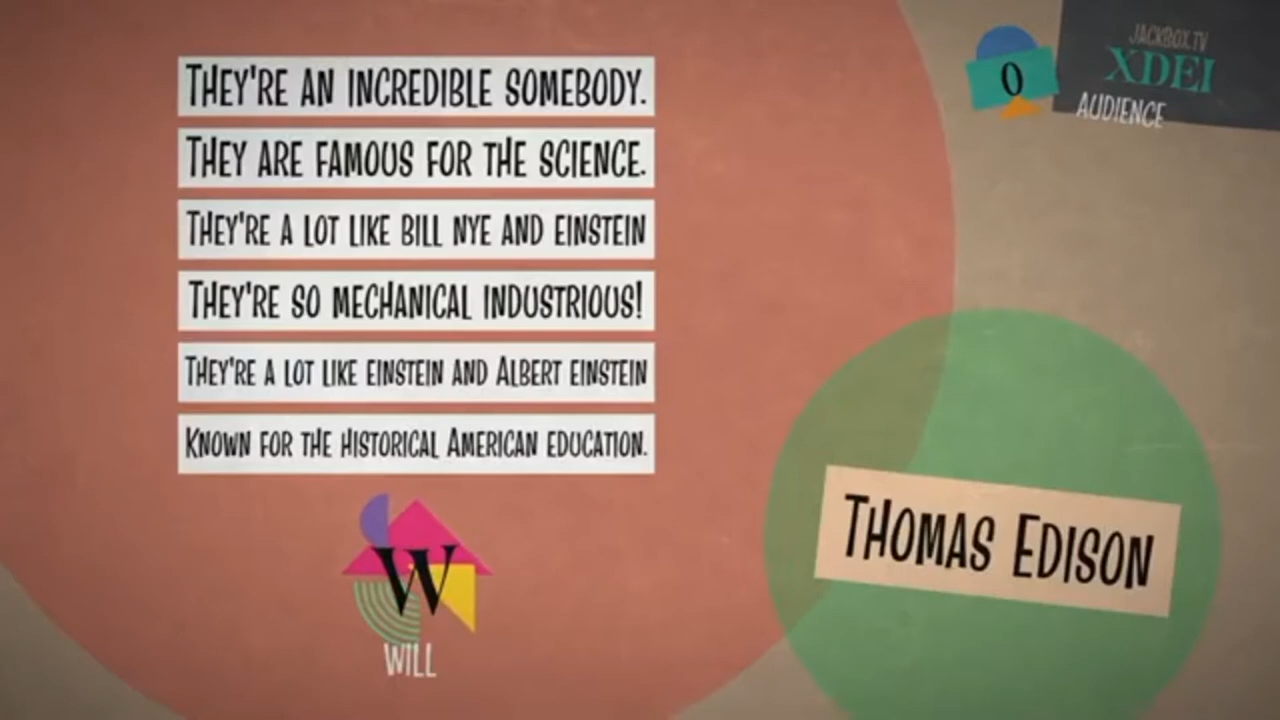 THEY'RE AN INCREDIBLE SOMEBODY.
THEY ARE FAMOUS FOR THE SCIENCE.
THEY'RE A LOT LIKE BILL NYE AND EINSTEIN
THEY'RE SO MECHANICAL INDUSTRIOUS!
THEY'RE A LOT LIKE EINSTEIN AND ALBERT EINSTEIN
KNOWN FOR THE HISTORICAL AMERICAN EDUCATION.
W
WILL
THOMAS EDISON
0
JACKBOX.TV
XDEI
AUDIENCE